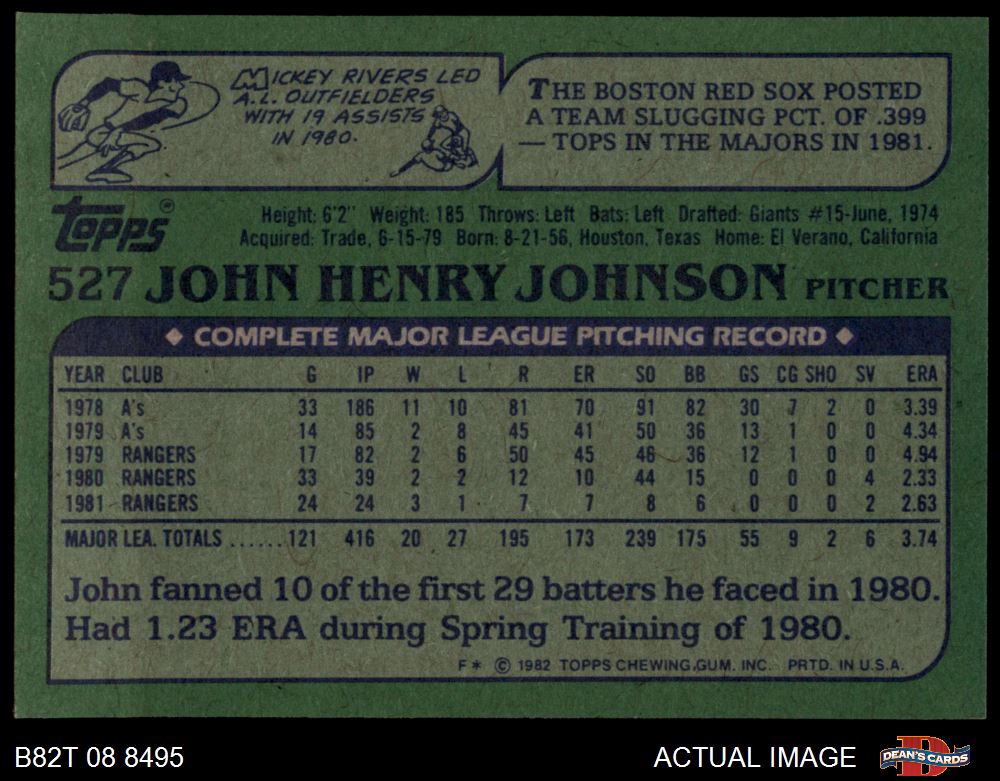 MICKEY RIVERS LED
A.L. OUTFIELDERS
WITH 19 ASSISTS
IN 1980.
THE BOSTON RED SOX POSTED
A TEAM SLUGGING PCT. OF .399
— TOPS IN THE MAJORS IN 1981.
topps®
Height: 6'2" Weight: 185 Throws: Left Bats: Left Drafted: Giants #15-June, 1974
Acquired: Trade, 6-15-79 Born: 8-21-56, Houston, Texas Home: El Verano, California
527 JOHN HENRY JOHNSON PITCHER
◆ COMPLETE MAJOR LEAGUE PITCHING RECORD ◆
YEAR CLUB G IP W L R ER SO BB GS CG SHO SV ERA
1978 A's 33 186 11 10 81 70 91 82 30 7 2 0 3.39
1979 A's 14 85 2 8 45 41 50 36 13 1 0 0 4.34
1979 RANGERS 17 82 2 6 50 45 46 36 12 1 0 0 4.94
1980 RANGERS 33 39 2 2 12 10 44 15 0 0 0 4 2.33
1981 RANGERS 24 24 3 1 7 7 8 6 0 0 0 2 2.63
MAJOR LEA. TOTALS ......121 416 20 27 195 173 239 175 55 9 2 6 3.74
John fanned 10 of the first 29 batters he faced in 1980.
Had 1.23 ERA during Spring Training of 1980.
F* © 1982 TOPPS CHEWING GUM. INC. PRTD. IN U.S.A.
B82T 08 8495
ACTUAL IMAGE
DEAN'S CARDS